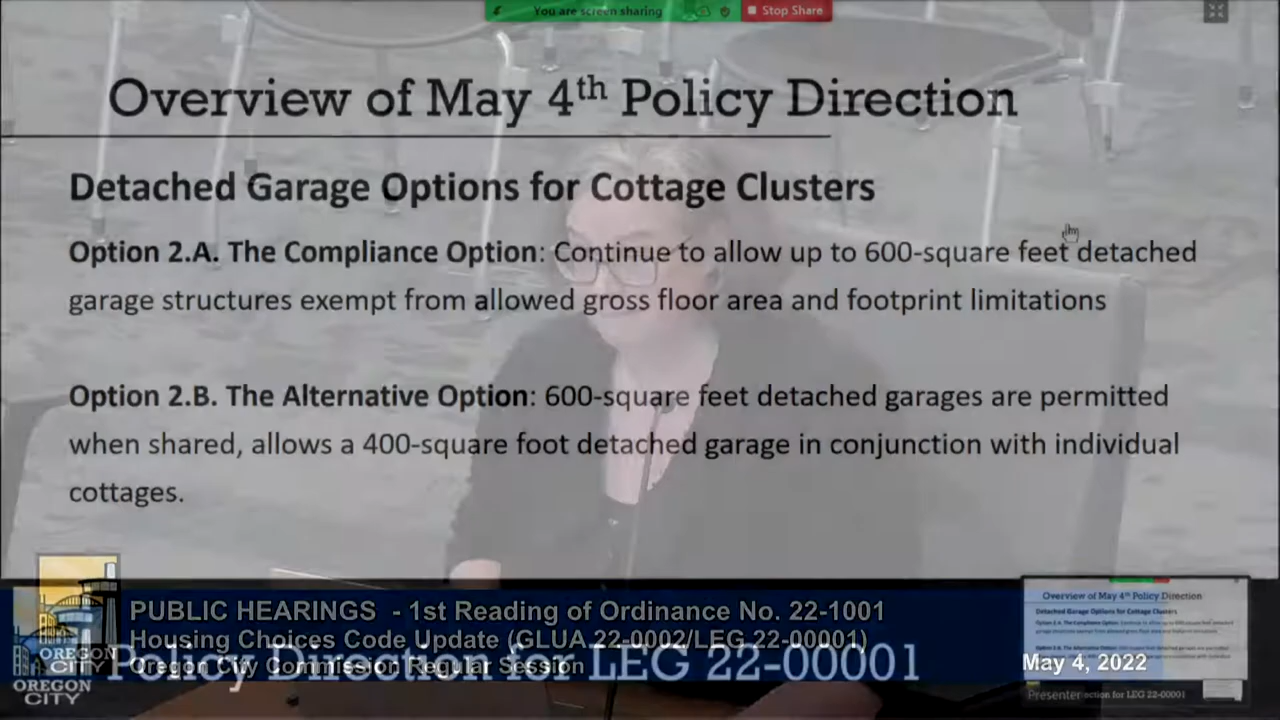 You are screen sharing
Stop Share
Overview of May 4th Policy Direction
Detached Garage Options for Cottage Clusters
Option 2.A. The Compliance Option: Continue to allow up to 600-square feet detached
garage structures exempt from allowed gross floor area and footprint limitations
Option 2.B. The Alternative Option: 600-square feet detached garages are permitted
when shared, allows a 400-square foot detached garage in conjunction with individual
cottages.
PUBLIC HEARINGS - 1st Reading of Ordinance No. 22-1001
Housing Choices Code Update (GLUA 22-0002/LEG 22-00001)
Oregon City Commission Regular Session
Policy Direction for LEG 22-00001
OREGON
CITY
OREGON
CITY
May 4, 2022
Overview of May 4th Policy Direction
Detached Garage Options for Cottage Clusters
Presenter
ection for LEG 22-00001